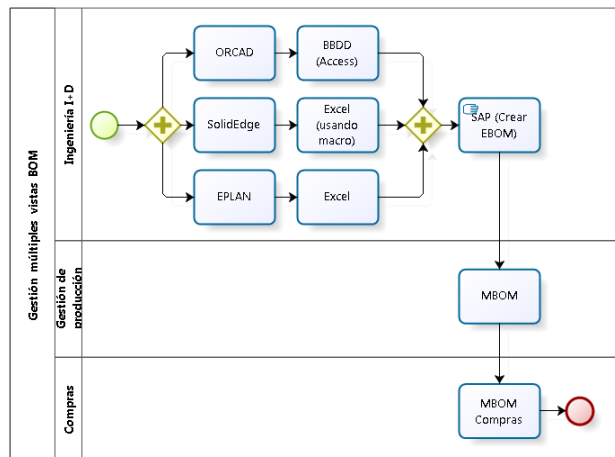 Gestión múltiples vistas BOM
Ingeniería I - D
ORCAD
BBDD
(Access)
SolidEdge
Excel
(usando
macro)
SAP (Crear
EBOM)
EPLAN
Excel
Gestión de
producción
MBOM
Compras
MBOM
Compras